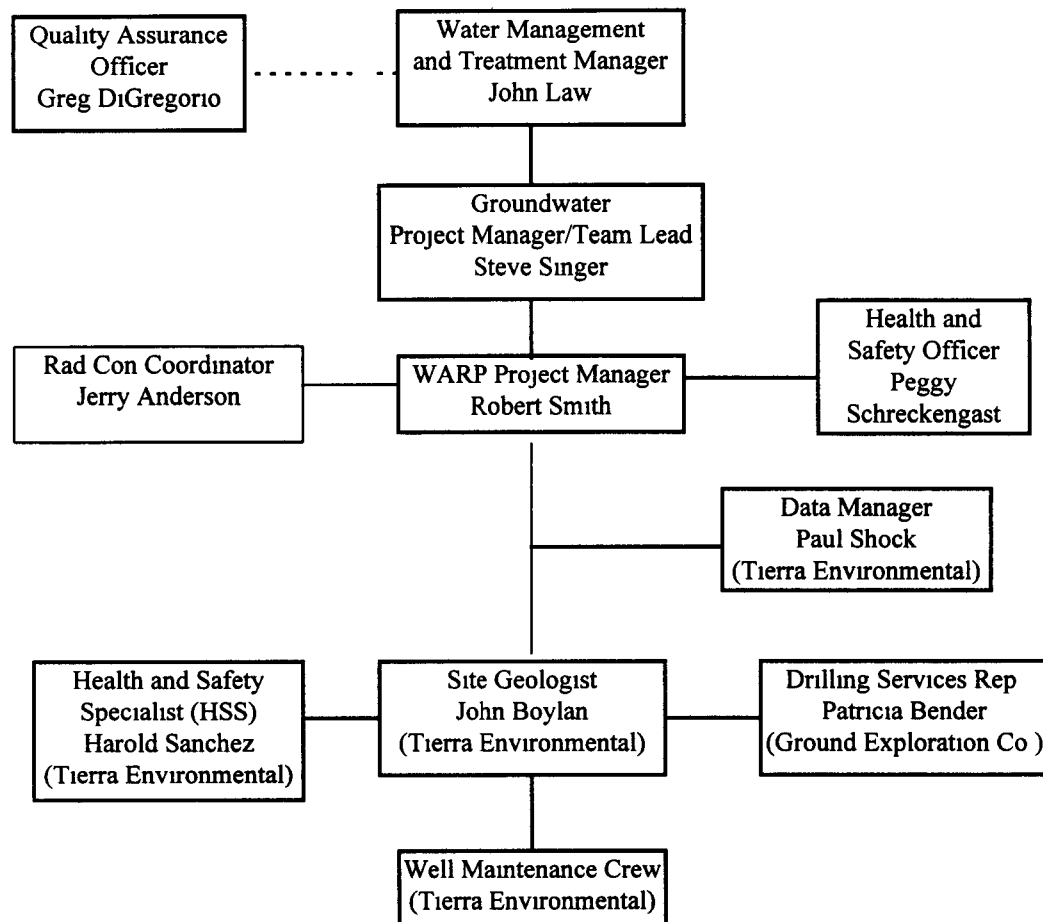 Quality Assurance
Officer
Greg DiGregorio
Water Management
and Treatment Manager
John Law
Groundwater
Project Manager/Team Lead
Steve Singer
Rad Con Coordinator
Jerry Anderson
WARP Project Manager
Robert Smith
Health and
Safety Officer
Peggy
Schreckengast
Data Manager
Paul Shock
(Tierra Environmental)
Health and Safety
Specialist (HSS)
Harold Sanchez
(Tierra Environmental)
Site Geologist
John Boylan
(Tierra Environmental)
Drilling Services Rep
Patricia Bender
(Ground Exploration Co )
Well Maintenance Crew
(Tierra Environmental)